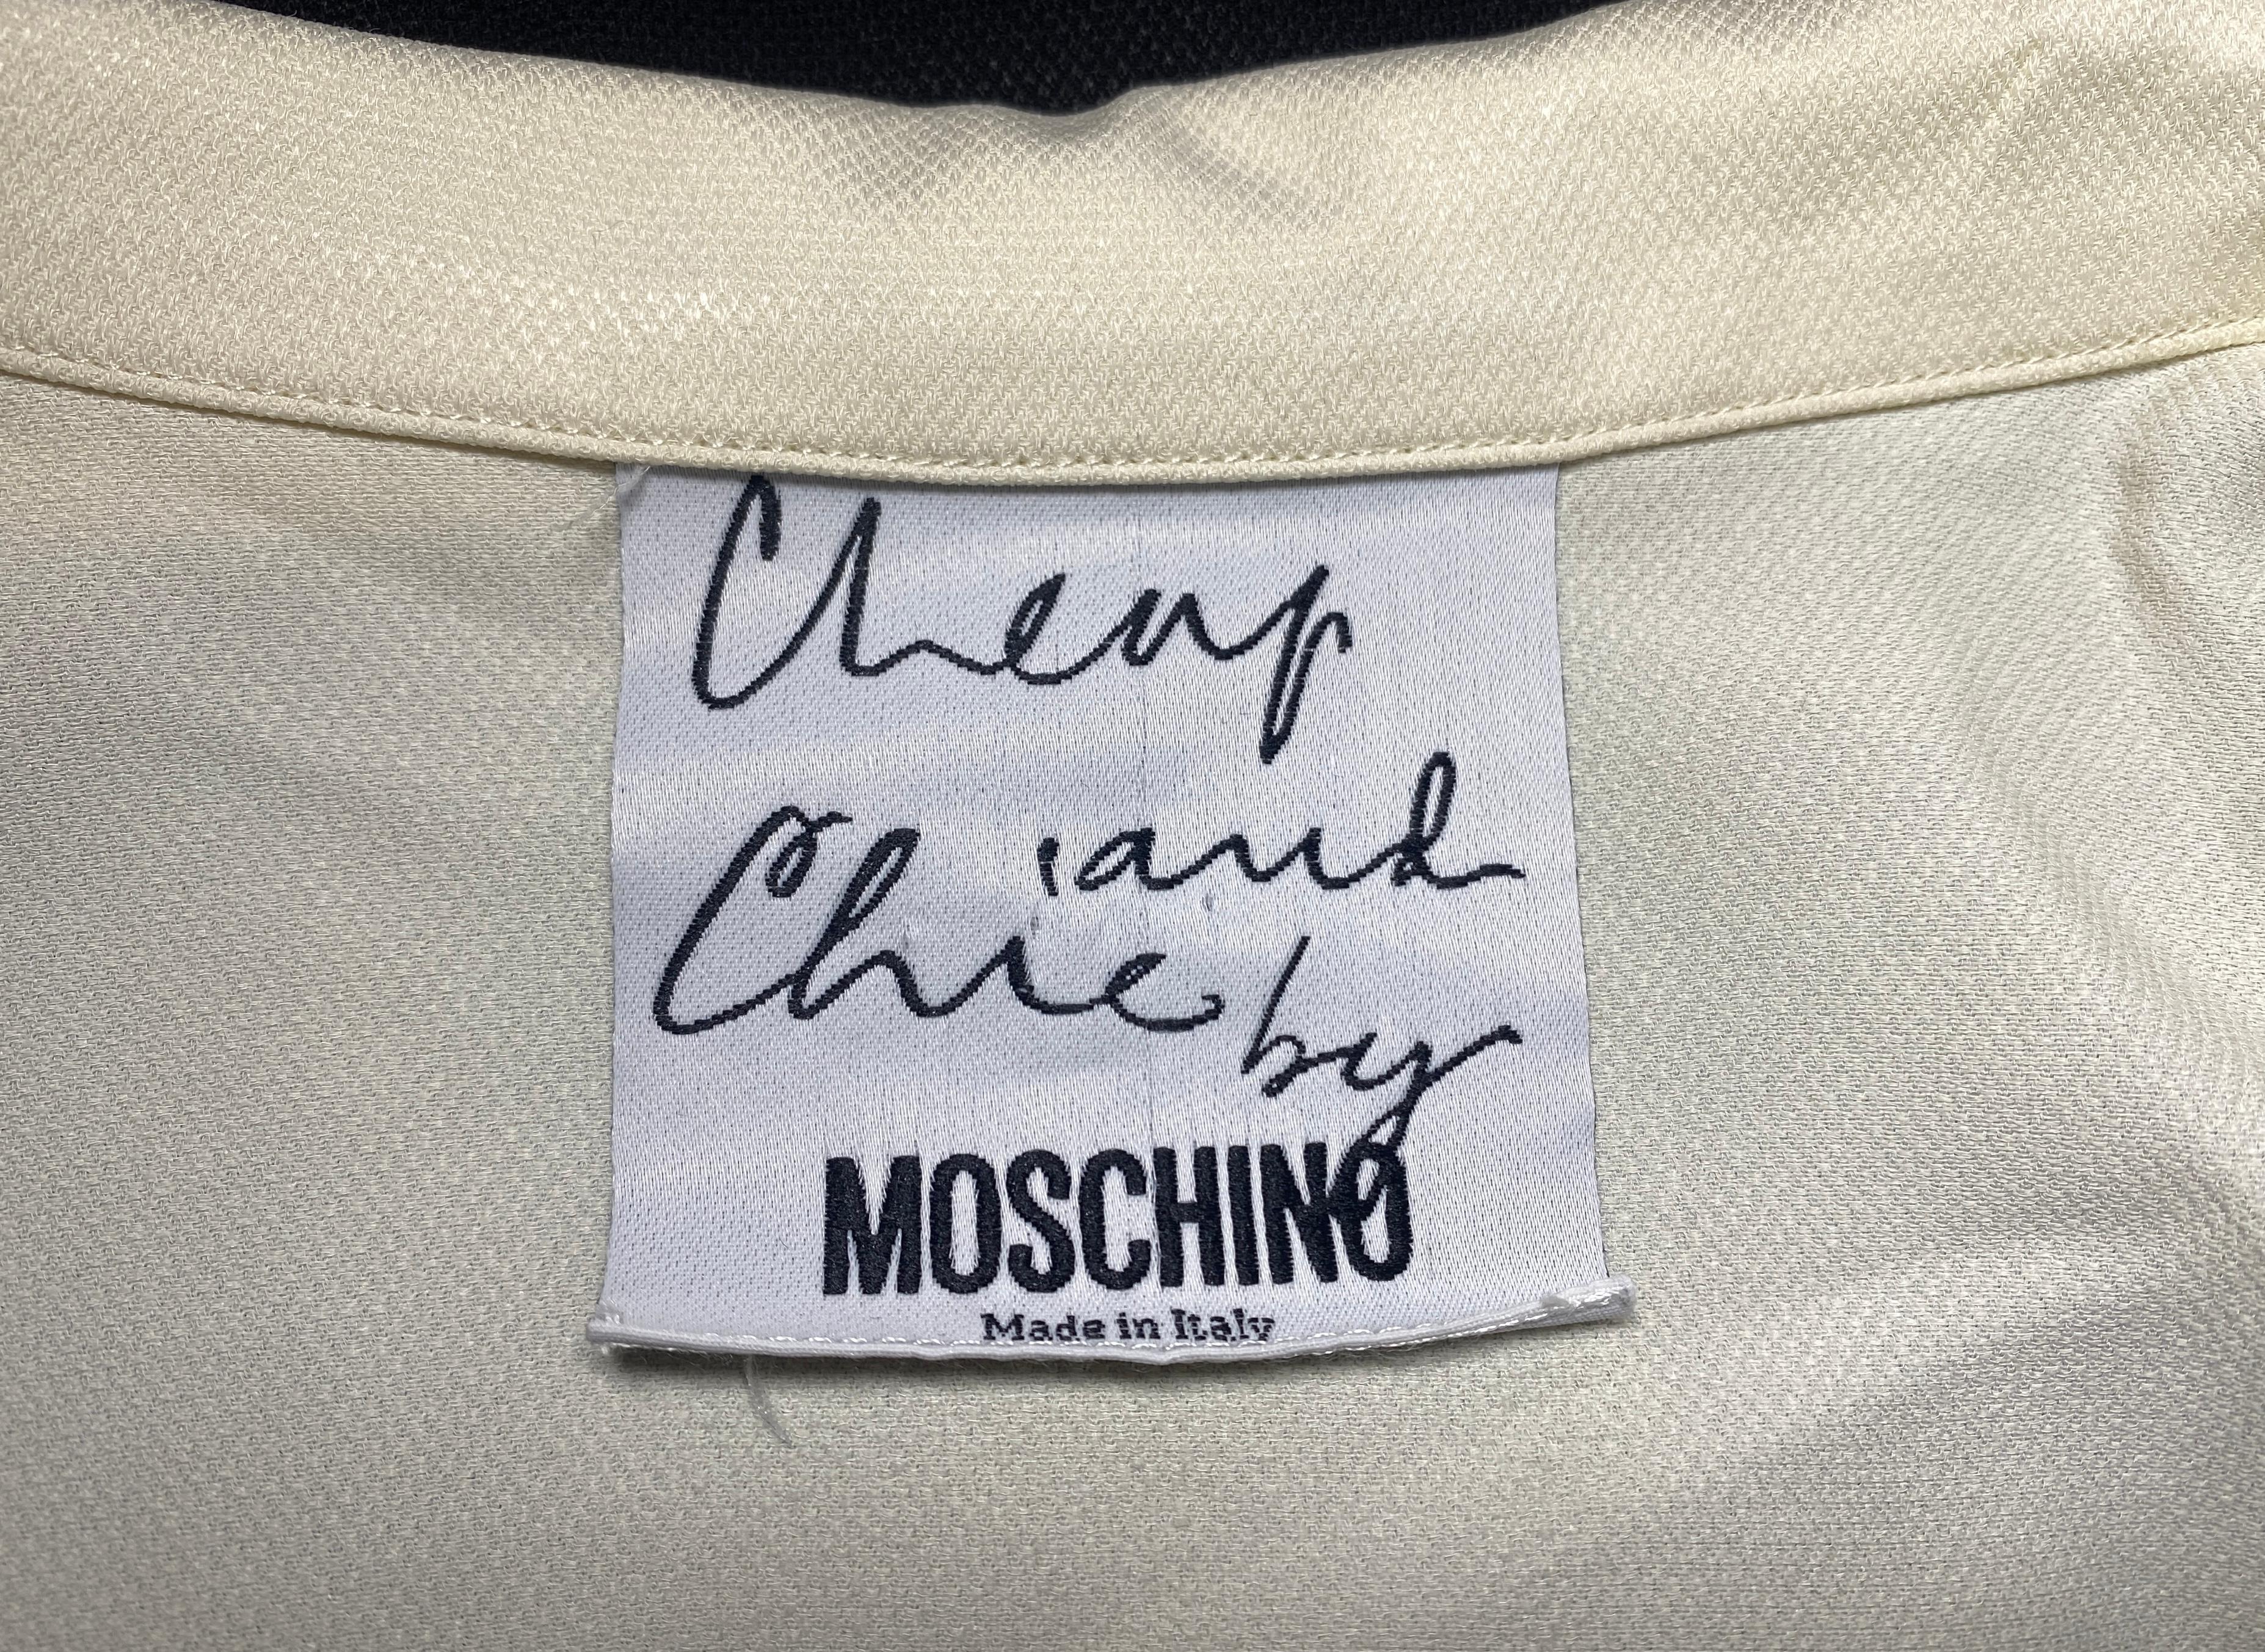 Cheap
and
Chic
by
MOSCHINO
Made in Italy